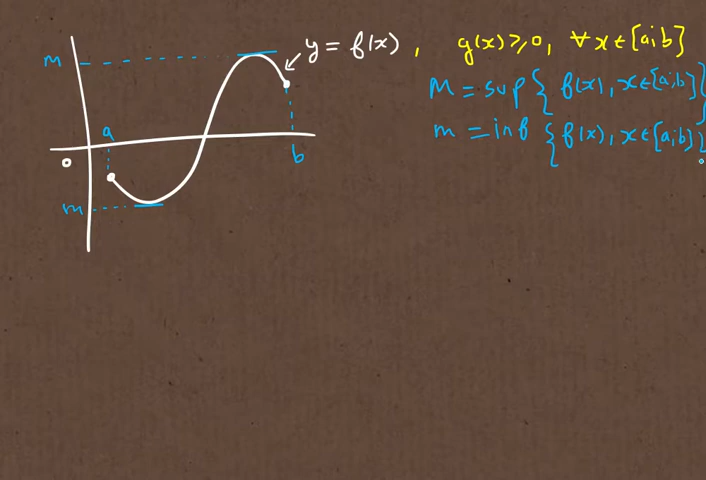 y = f(x) , g(x) ⩾ 0, ∀x∈[a;b]
M
M = sup { f(x), x∈[a;b]}
a
m = inf { f(x), x∈[a;b]}
b
o
m